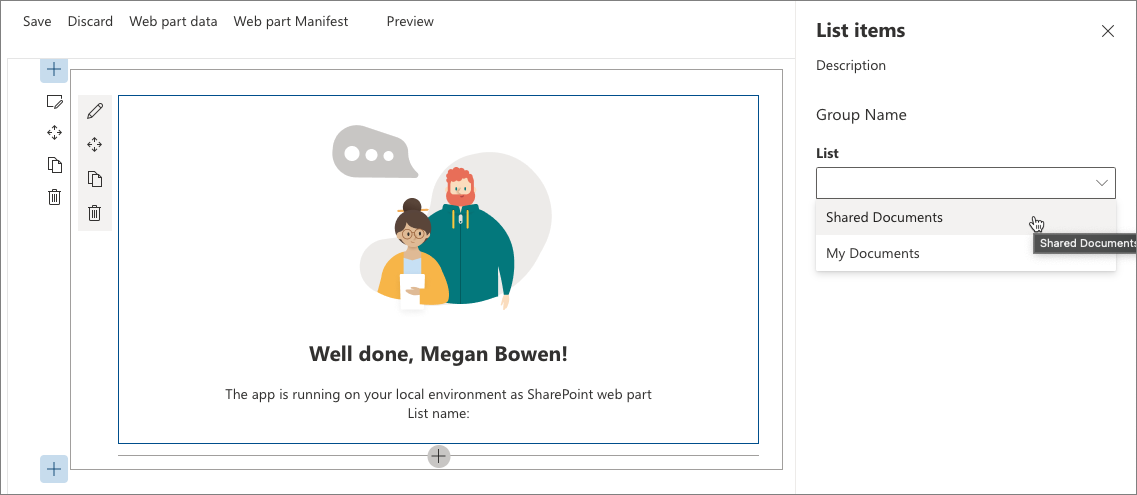 Save Discard Web part data Web part Manifest Preview
Well done, Megan Bowen!
The app is running on your local environment as SharePoint web part
List name:
List items
Description
Group Name
List
Shared Documents
Shared Documents
My Documents